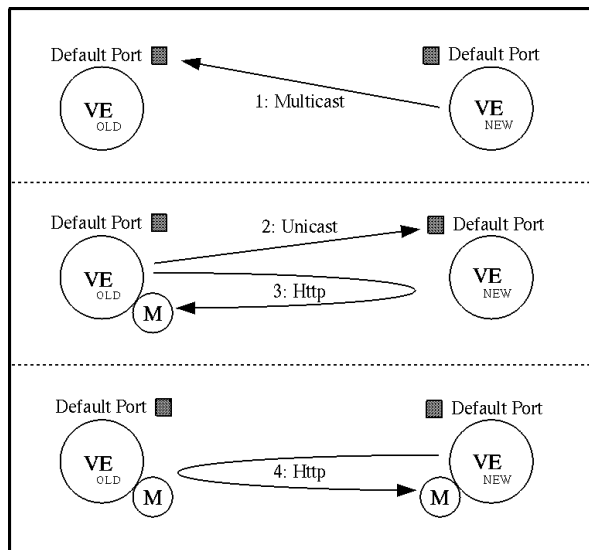 Default Port
Default Port
VE
OLD
1: Multicast
VE
NEW
Default Port
2: Unicast
Default Port
VE
OLD
M
3: Http
VE
NEW
Default Port
Default Port
VE
OLD
M
4: Http
M
VE
NEW